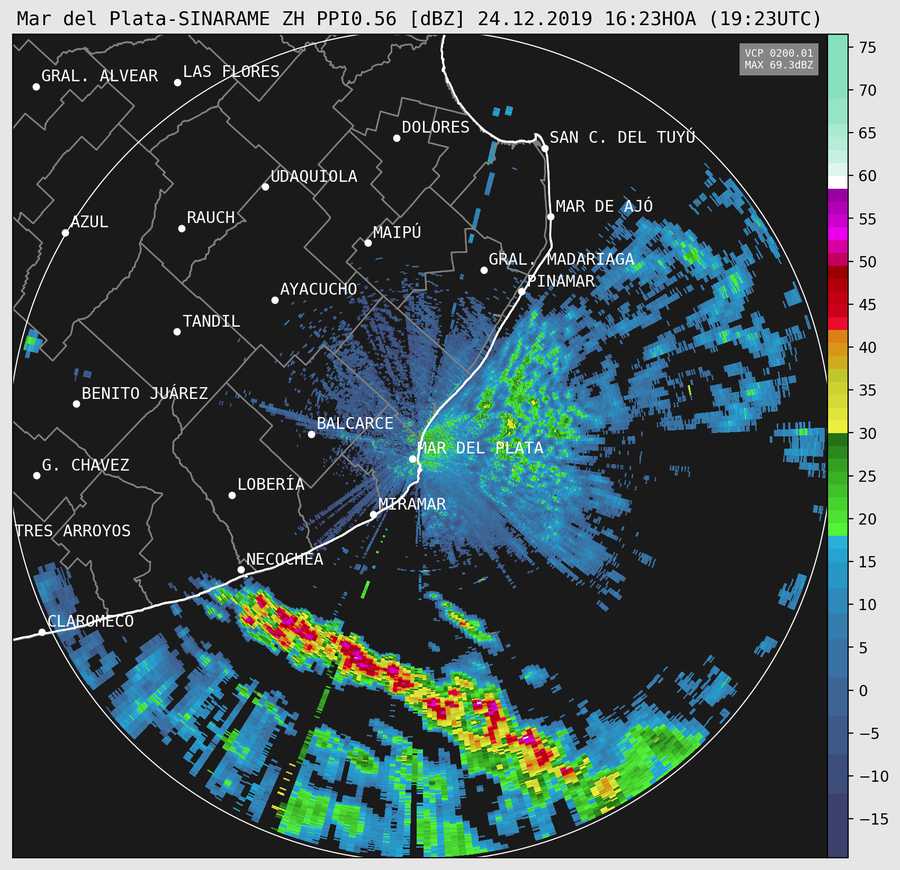 Mar del Plata-SINARAME ZH PPI0.56 [dBZ] 24.12.2019 16:23HOA (19:23UTC)
VCP 0200.01
MAX 69.3dBZ
GRAL. ALVEAR
LAS FLORES
DOLORES
SAN C. DEL TUYÚ
UDAQUIOLA
MAR DE AJÓ
RAUCH
AZUL
MAIPÚ
GRAL. MADARIAGA
PINAMAR
AYACUCHO
TANDIL
BENITO JUÁREZ
BALCARCE
MAR DEL PLATA
G. CHAVEZ
LOBERÍA
MIRAMAR
TRES ARROYOS
NECOCHEA
CLAROMECO
75
70
65
60
55
50
45
40
35
30
25
20
15
10
5
0
−5
−10
−15